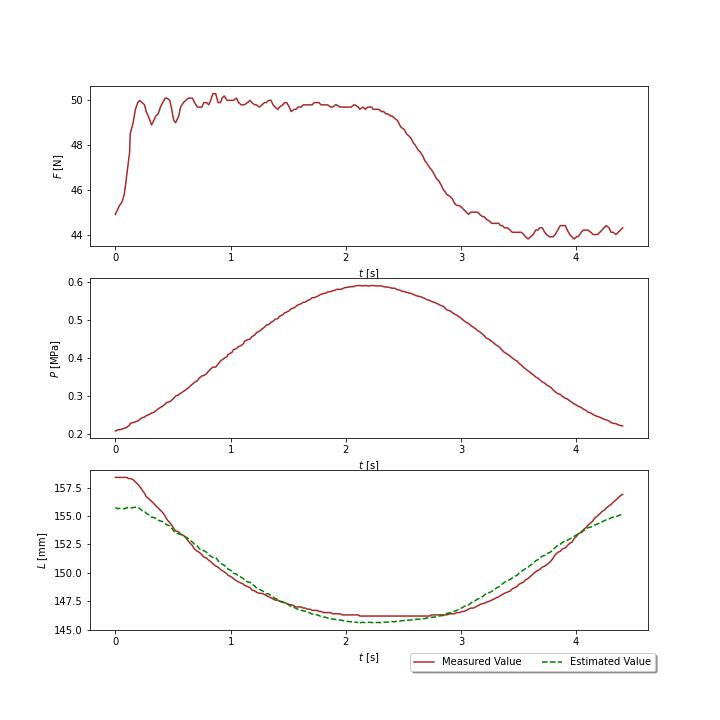 50
48
46
44
F [N]
0 1 2 3 4
t [s]
0.6
0.5
0.4
0.3
0.2
P [MPa]
0 1 2 3 4
t [s]
157.5
155.0
152.5
150.0
147.5
145.0
L [mm]
0 1 2 3 4
t [s]
Measured Value Estimated Value